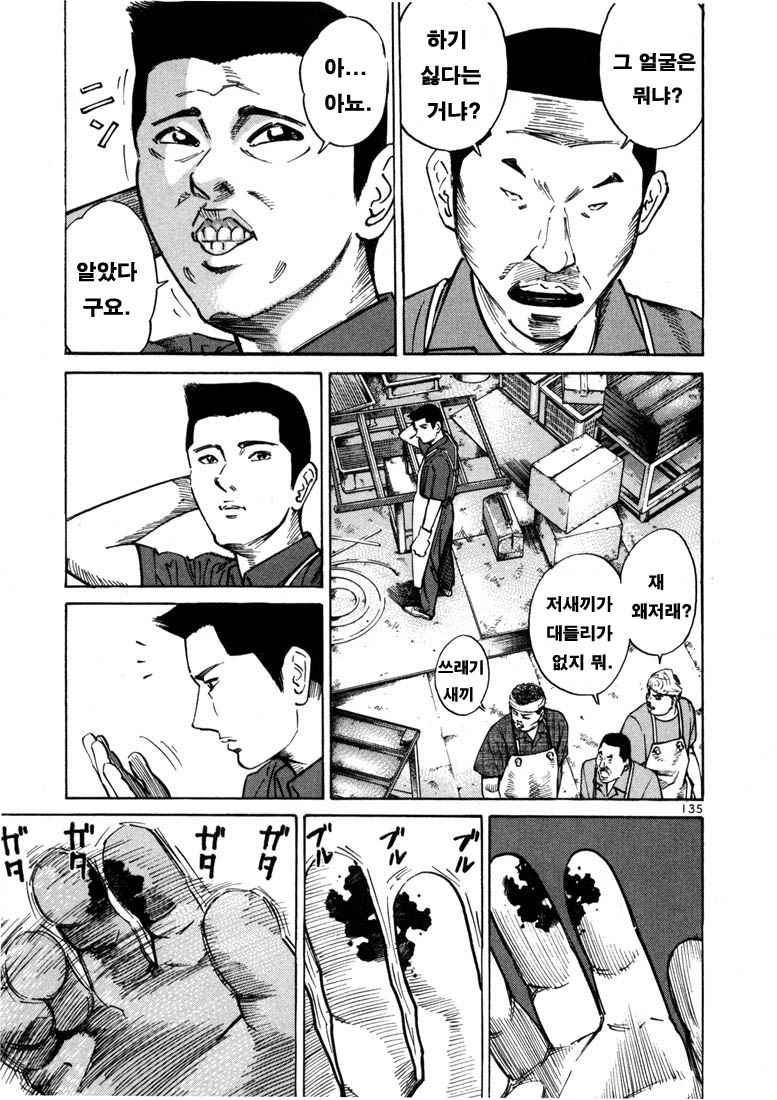 그 얼굴은
뭐냐?
하기
싫다는
거냐?
아...
아뇨.
알았다
구요.
재
왜저래?
저새끼가
대들리가
없지 뭐.
쓰래기
새끼
135
ブル
ブル
ブル
ガタ
ガタ
ガタ